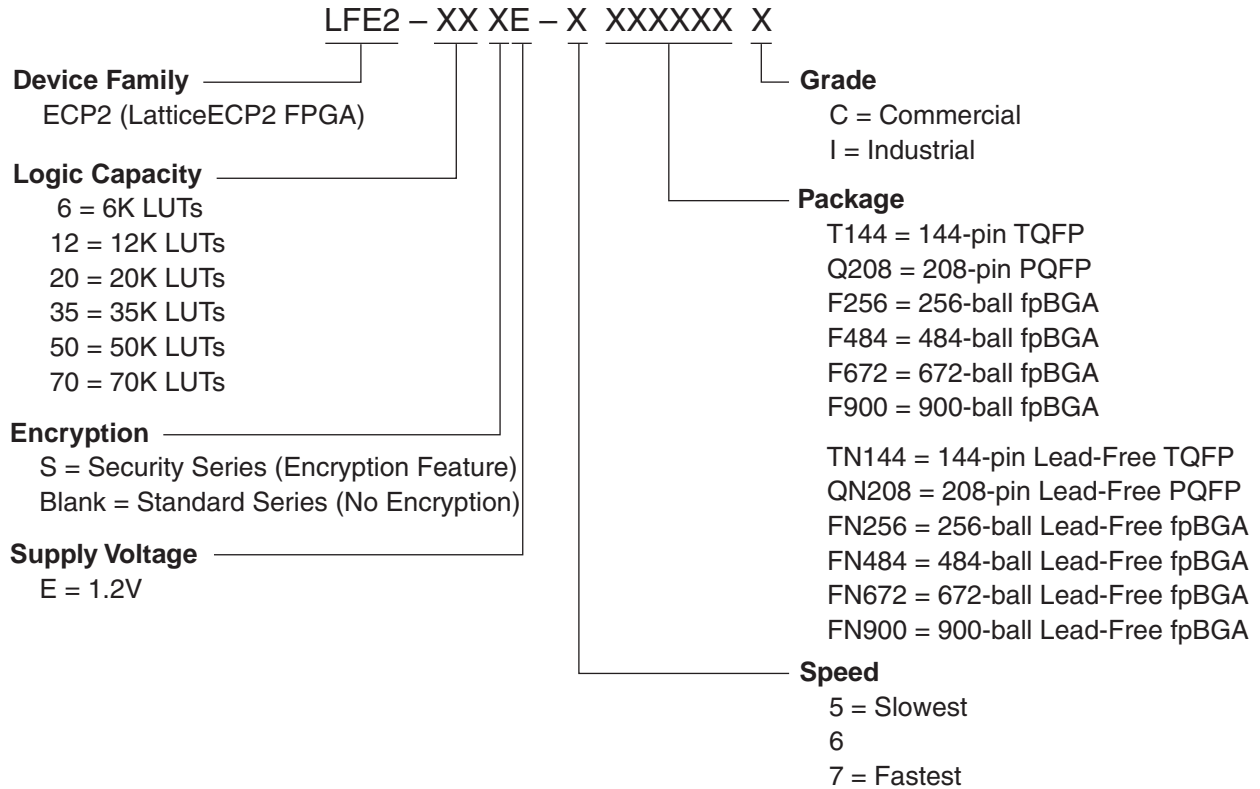 LFE2 – XX XE – X XXXXXX X
Device Family
ECP2 (LatticeECP2 FPGA)
Logic Capacity
6 = 6K LUTs
12 = 12K LUTs
20 = 20K LUTs
35 = 35K LUTs
50 = 50K LUTs
70 = 70K LUTs
Encryption
S = Security Series (Encryption Feature)
Blank = Standard Series (No Encryption)
Supply Voltage
E = 1.2V
Grade
C = Commercial
I = Industrial
Package
T144 = 144-pin TQFP
Q208 = 208-pin PQFP
F256 = 256-ball fpBGA
F484 = 484-ball fpBGA
F672 = 672-ball fpBGA
F900 = 900-ball fpBGA
TN144 = 144-pin Lead-Free TQFP
QN208 = 208-pin Lead-Free PQFP
FN256 = 256-ball Lead-Free fpBGA
FN484 = 484-ball Lead-Free fpBGA
FN672 = 672-ball Lead-Free fpBGA
FN900 = 900-ball Lead-Free fpBGA
Speed
5 = Slowest
6
7 = Fastest